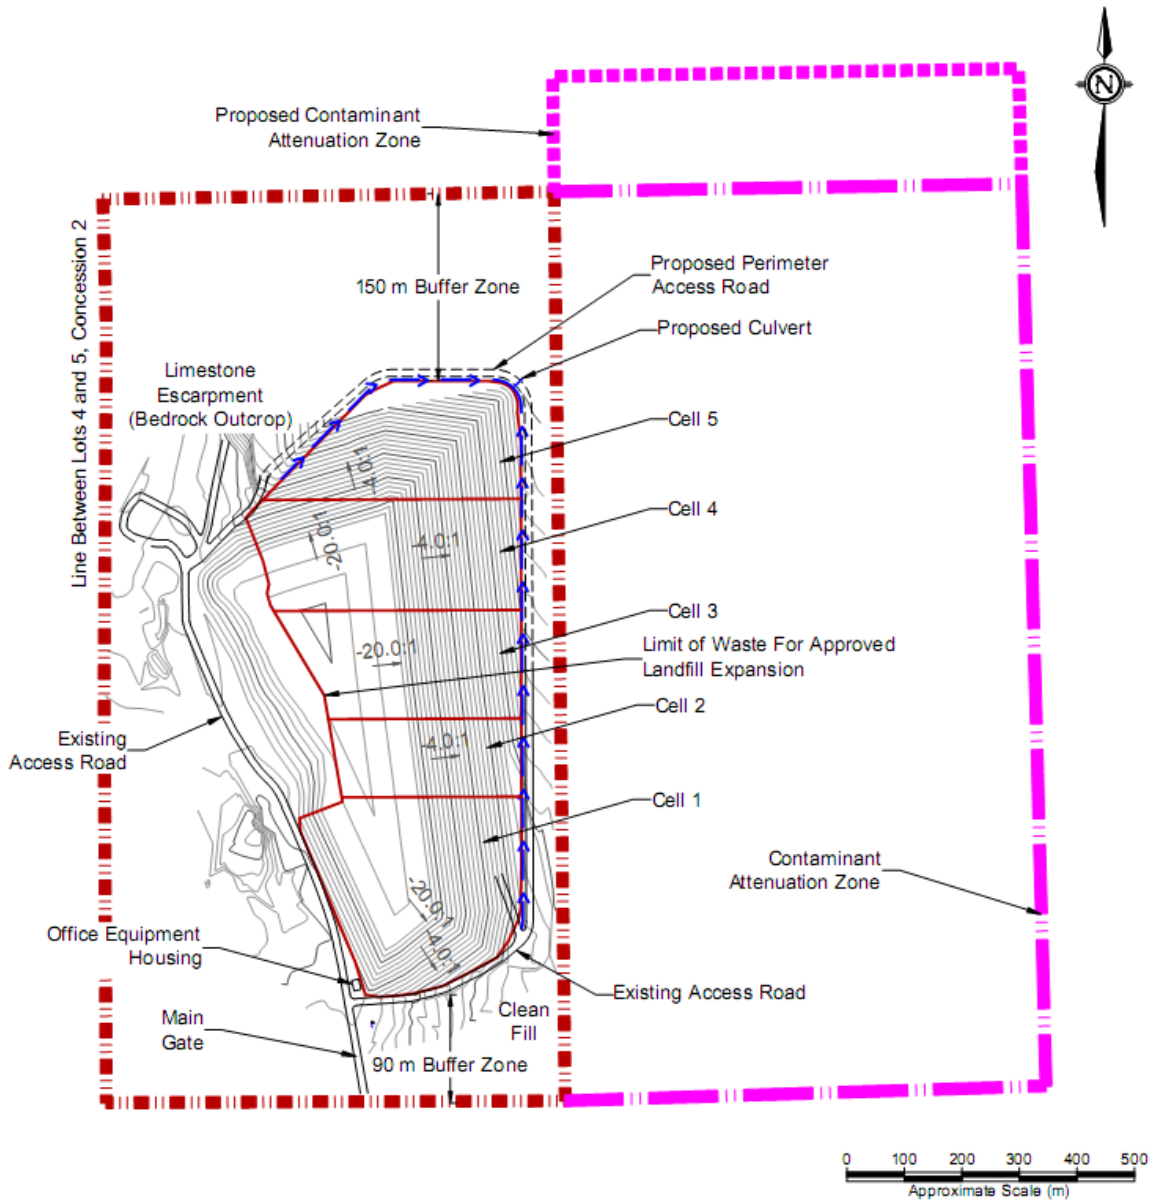 N
Proposed Contaminant
Attenuation Zone
Line Between Lots 4 and 5, Concession 2
150 m Buffer Zone
Proposed Perimeter
Access Road
Proposed Culvert
Limestone
Escarpment
(Bedrock Outcrop)
Cell 5
4.0:1
Cell 4
-20.0:1
-4.0:1
Cell 3
-20.0:1
Limit of Waste For Approved
Landfill Expansion
Cell 2
-4.0:1
Existing
Access Road
Cell 1
Contaminant
Attenuation Zone
-20.0:1
-4.0:1
Office Equipment
Housing
Existing Access Road
Clean
Fill
Main
Gate
90 m Buffer Zone
0 100 200 300 400 500
Approximate Scale (m)